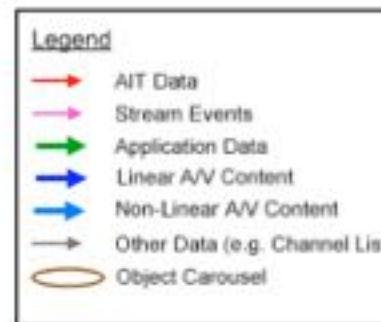 Legend
AIT Data
Stream Events
Application Data
Linear A/V Content
Non-Linear A/V Content
Other Data (e.g. Channel Lis
Object Carousel